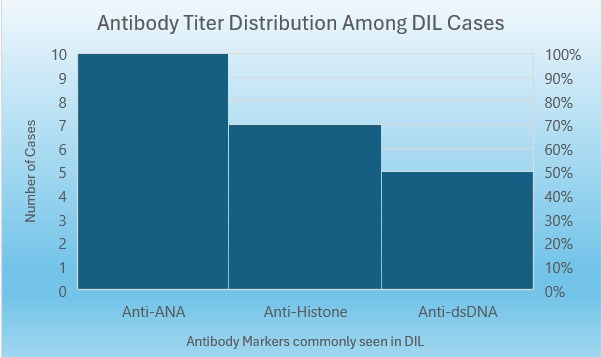 Antibody Titer Distribution Among DIL Cases
10 100%
9 90%
8 80%
7 70%
6 60%
5 50%
4 40%
3 30%
2 20%
1 10%
0 0%
Number of Cases
Anti-ANA Anti-Histone Anti-dsDNA
Antibody Markers commonly seen in DIL